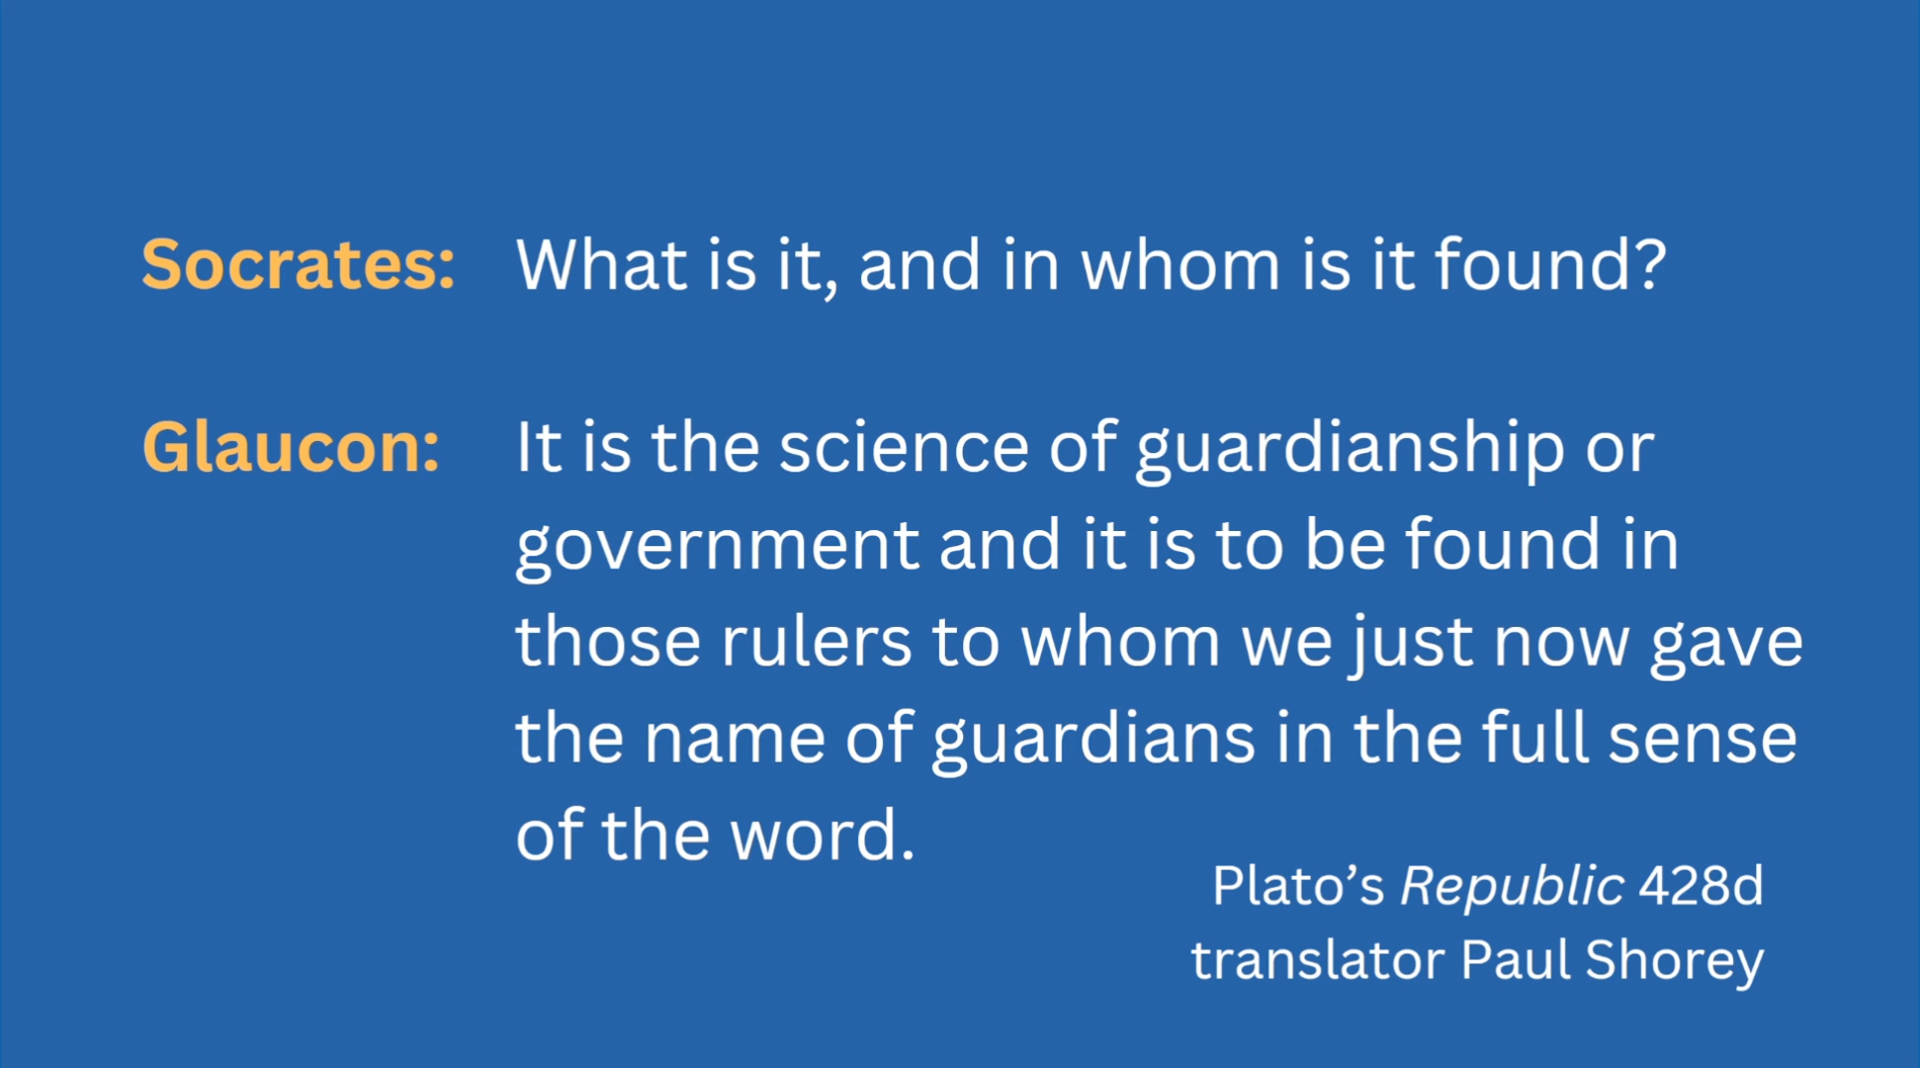 Socrates: What is it, and in whom is it found?
Glaucon: It is the science of guardianship or
government and it is to be found in
those rulers to whom we just now gave
the name of guardians in the full sense
of the word.
Plato’s Republic 428d
translator Paul Shorey